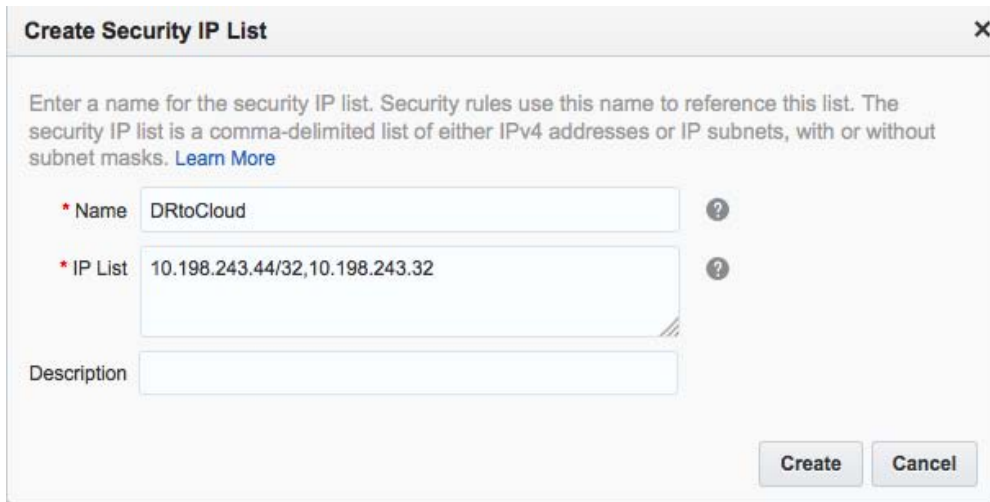 Create Security IP List
Enter a name for the security IP list. Security rules use this name to reference this list. The
security IP list is a comma-delimited list of either IPv4 addresses or IP subnets, with or without
subnet masks. Learn More
* Name DRtoCloud
* IP List 10.198.243.44/32,10.198.243.32
Description
Create Cancel